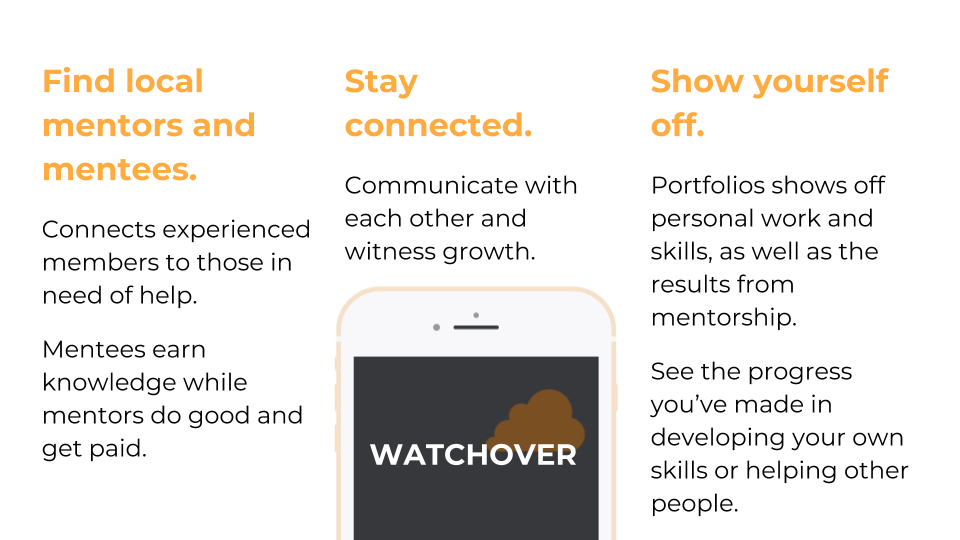 Find local
mentors and
mentees.
Connects experienced
members to those in
need of help.
Mentees earn
knowledge while
mentors do good and
get paid.
Stay
connected.
Communicate with
each other and
witness growth.
WATCHOVER
Show yourself
off.
Portfolios shows off
personal work and
skills, as well as the
results from
mentorship.
See the progress
you’ve made in
developing your own
skills or helping other
people.